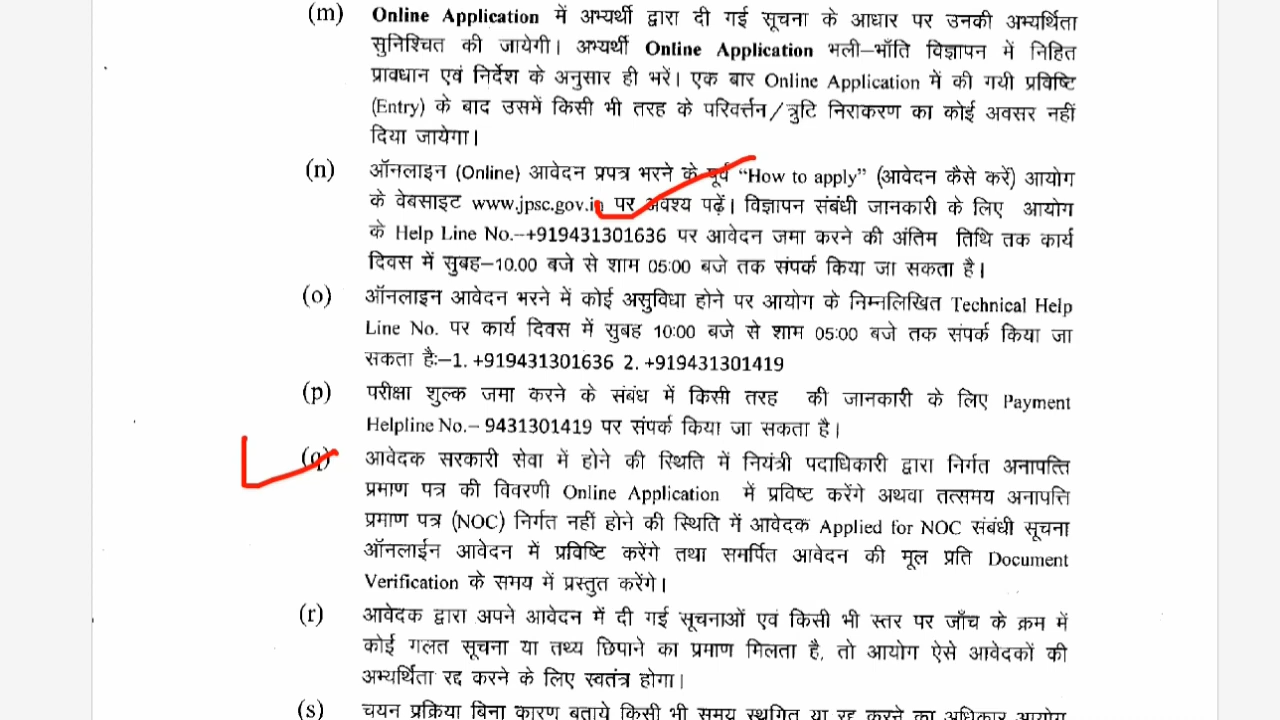 (m) Online Application में अभ्यर्थी द्वारा दी गई सूचना के आधार पर उनकी अभ्यर्थिता
सुनिश्चित की जायेगी। अभ्यर्थी Online Application भली–भाँति विज्ञापन में निहित
प्रावधान एवं निर्देश के अनुसार ही भरें। एक बार Online Application में की गयी प्रविष्टि
(Entry) के बाद उसमें किसी भी तरह के परिवर्त्तन/त्रुटि निराकरण का कोई अवसर नहीं
दिया जायेगा।
(n) ऑनलाइन (Online) आवेदन प्रपत्र भरने के पूर्व “How to apply” (आवेदन कैसे करें) आयोग
के वेबसाइट www.jpsc.gov.in पर अवश्य पढ़ें। विज्ञापन संबंधी जानकारी के लिए आयोग
के Help Line No.–+919431301636 पर आवेदन जमा करने की अंतिम तिथि तक कार्य
दिवस में सुबह–10.00 बजे से शाम 05:00 बजे तक संपर्क किया जा सकता है।
(o) ऑनलाइन आवेदन भरने में कोई असुविधा होने पर आयोग के निम्नलिखित Technical Help
Line No. पर कार्य दिवस में सुबह 10:00 बजे से शाम 05:00 बजे तक संपर्क किया जा
सकता है:–1. +919431301636 2. +919431301419
(p) परीक्षा शुल्क जमा करने के संबंध में किसी तरह की जानकारी के लिए Payment
Helpline No.– 9431301419 पर संपर्क किया जा सकता है।
(q) आवेदक सरकारी सेवा में होने की स्थिति में नियंत्री पदाधिकारी द्वारा निर्गत अनापत्ति
प्रमाण पत्र की विवरणी Online Application में प्रविष्ट करेंगे अथवा तत्समय अनापत्ति
प्रमाण पत्र (NOC) निर्गत नहीं होने की स्थिति में आवेदक Applied for NOC संबंधी सूचना
ऑनलाईन आवेदन में प्रविष्टि करेंगे तथा समर्पित आवेदन की मूल प्रति Document
Verification के समय में प्रस्तुत करेंगे।
(r) आवेदक द्वारा अपने आवेदन में दी गई सूचनाओं एवं किसी भी स्तर पर जाँच के क्रम में
कोई गलत सूचना या तथ्य छिपाने का प्रमाण मिलता है, तो आयोग ऐसे आवेदकों की
अभ्यर्थिता रद्द करने के लिए स्वतंत्र होगा।
(s) चयन प्रक्रिया बिना कारण बताये किसी भी समय स्थगित या रद्द करने का अधिकार आयोग